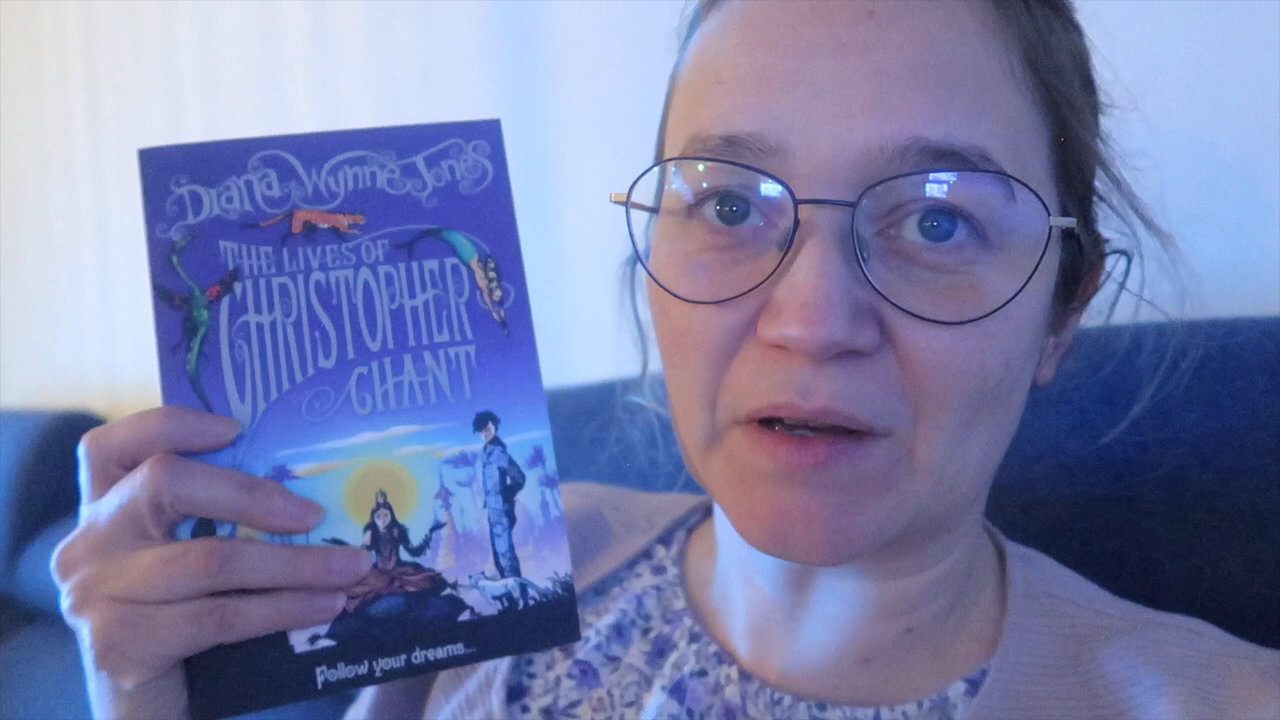 Diana Wynne Jones
THE LIVES OF
CHRISTOPHER
CHANT
Follow your dreams...